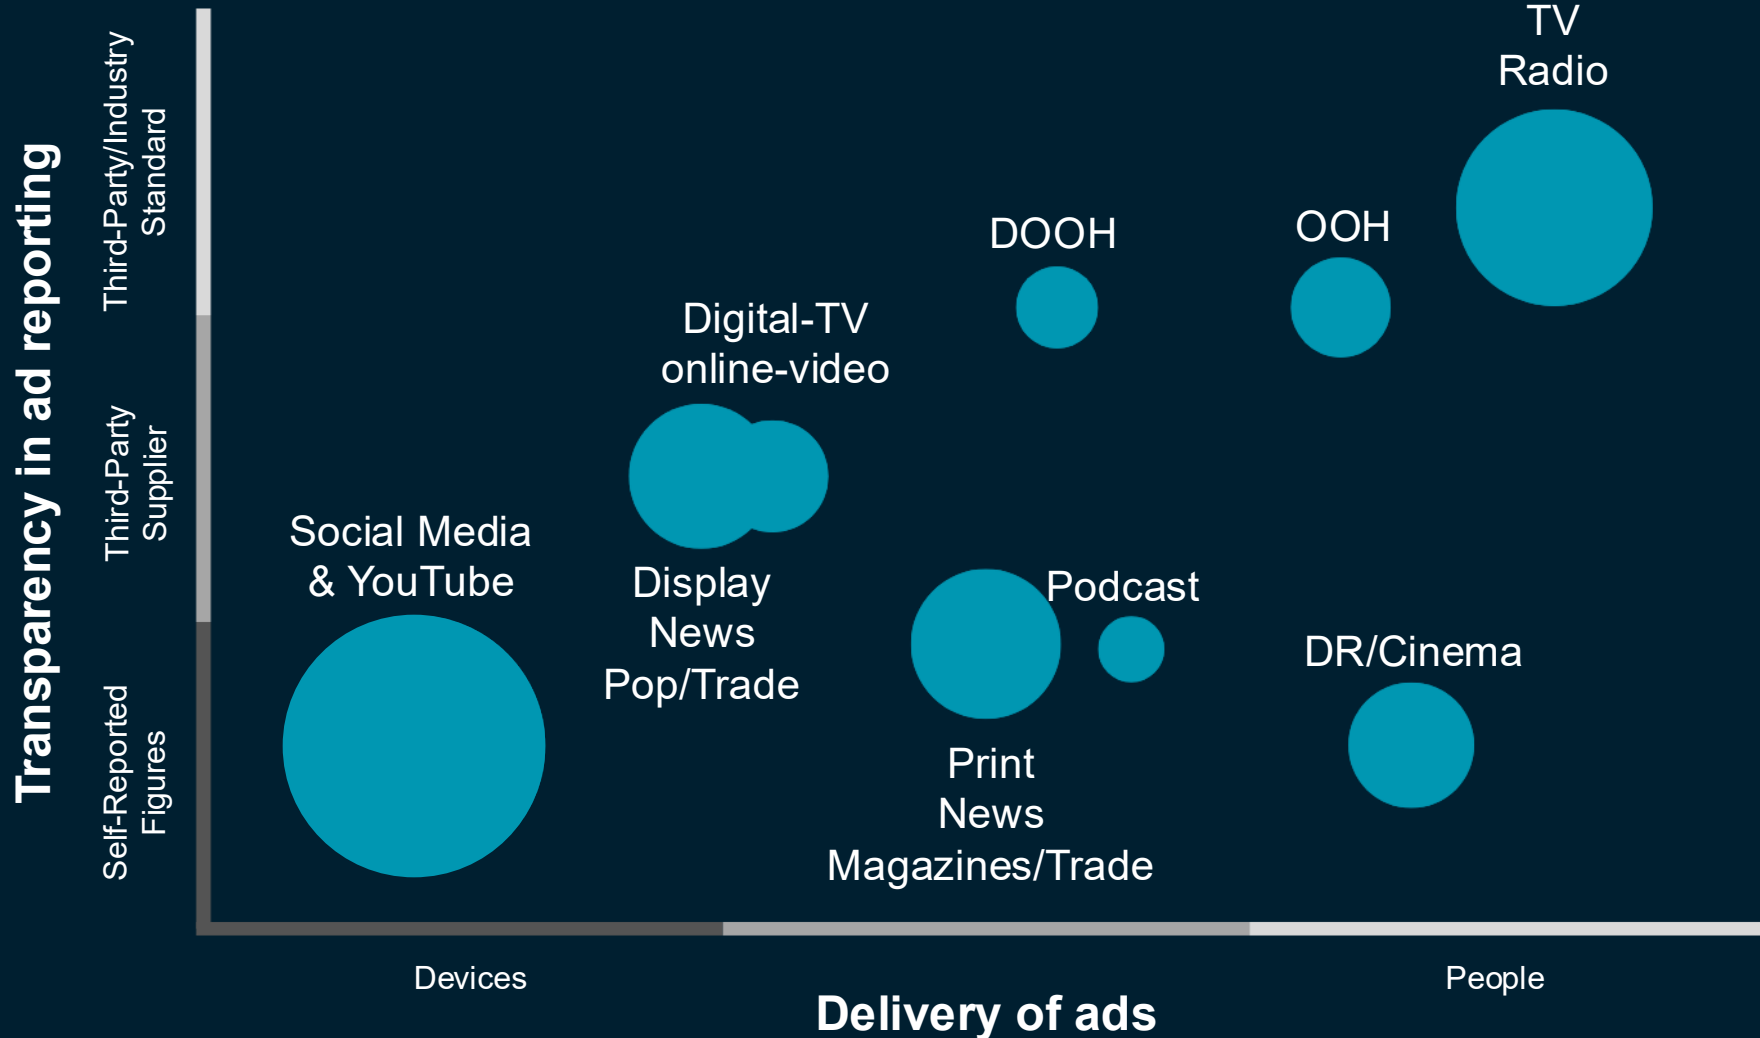 TV
Radio
DOOH
OOH
Digital-TV
online-video
Social Media
& YouTube
Display
News
Pop/Trade
Podcast
DR/Cinema
Print
News
Magazines/Trade
Transparency in ad reporting
Third-Party/Industry
Standard
Third-Party
Supplier
Self-Reported
Figures
Devices
People
Delivery of ads